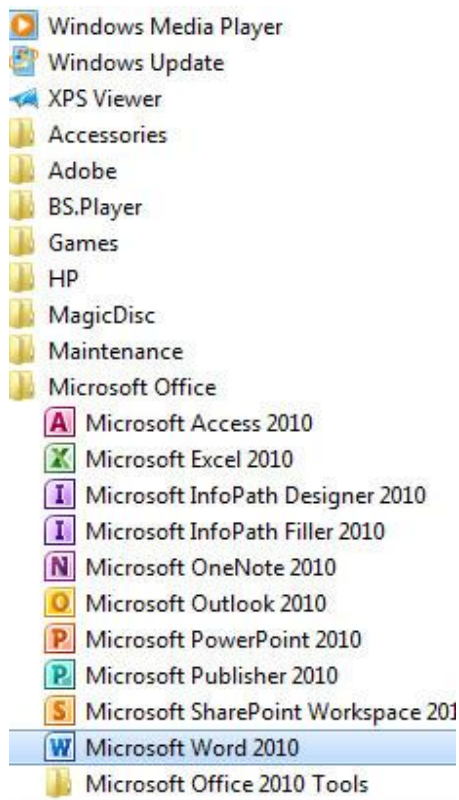 Windows Media Player
Windows Update
XPS Viewer
Accessories
Adobe
BS.Player
Games
HP
MagicDisc
Maintenance
Microsoft Office
A Microsoft Access 2010
X Microsoft Excel 2010
I Microsoft InfoPath Designer 2010
I Microsoft InfoPath Filler 2010
N Microsoft OneNote 2010
O Microsoft Outlook 2010
P Microsoft PowerPoint 2010
P Microsoft Publisher 2010
S Microsoft SharePoint Workspace 201
W Microsoft Word 2010
Microsoft Office 2010 Tools